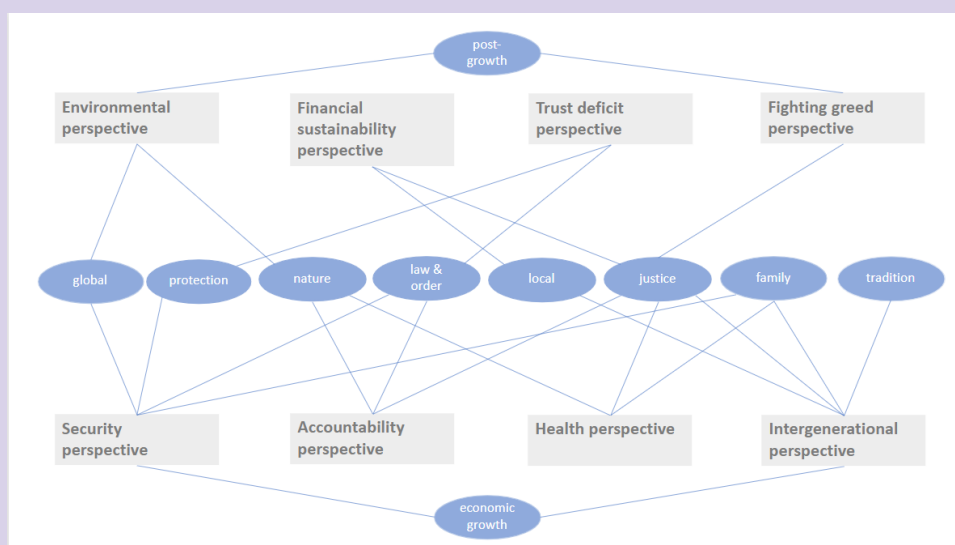 post-
growth
Environmental
perspective
Financial
sustainability
perspective
Trust deficit
perspective
Fighting greed
perspective
global
protection
nature
law &
order
local
justice
family
tradition
Security
perspective
Accountability
perspective
Health perspective
Intergenerational
perspective
economic
growth